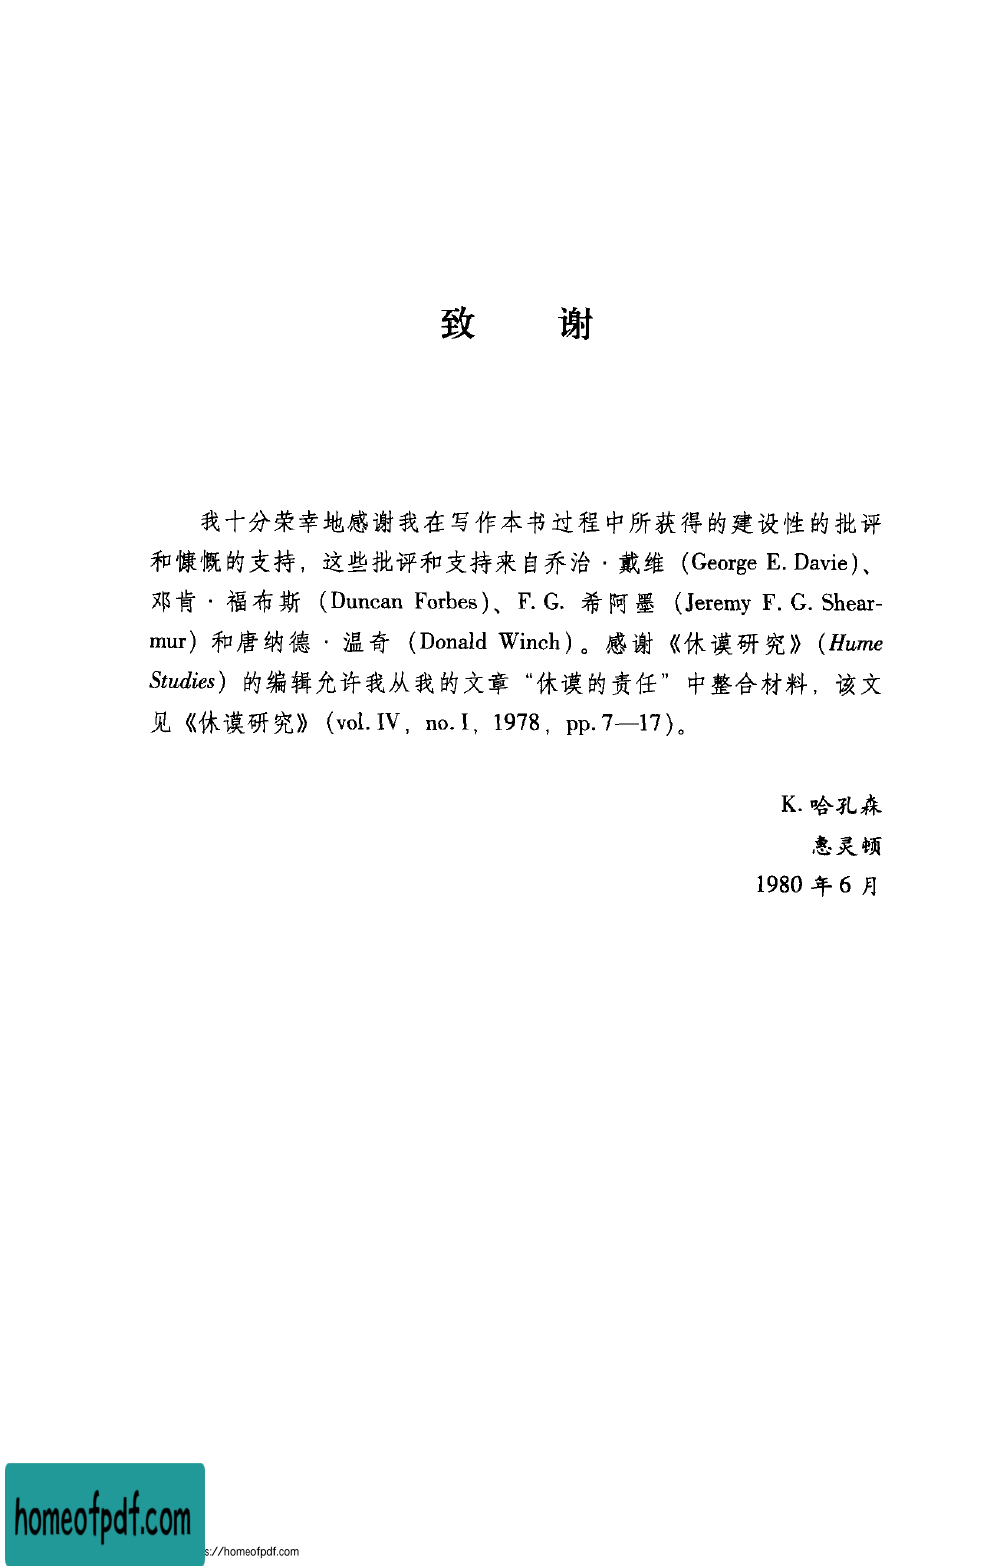 致 谢
我十分荣幸地感谢我在写作本书过程中所获得的建设性的批评
和慷慨的支持，这些批评和支持来自乔治·戴维（George E. Davie）、
邓肯·福布斯（Duncan Forbes）、F. G. 希阿墨（Jeremy F. G. Shear-
mur）和唐纳德·温奇（Donald Winch）。感谢《休谟研究》（Hume
Studies）的编辑允许我从我的文章“休谟的责任”中整合材料，该文
见《休谟研究》（vol. IV，no. I，1978，pp. 7—17）。
K. 哈孔森
惠灵顿
1980 年 6 月
homeofpdf.com
s://homeofpdf.com